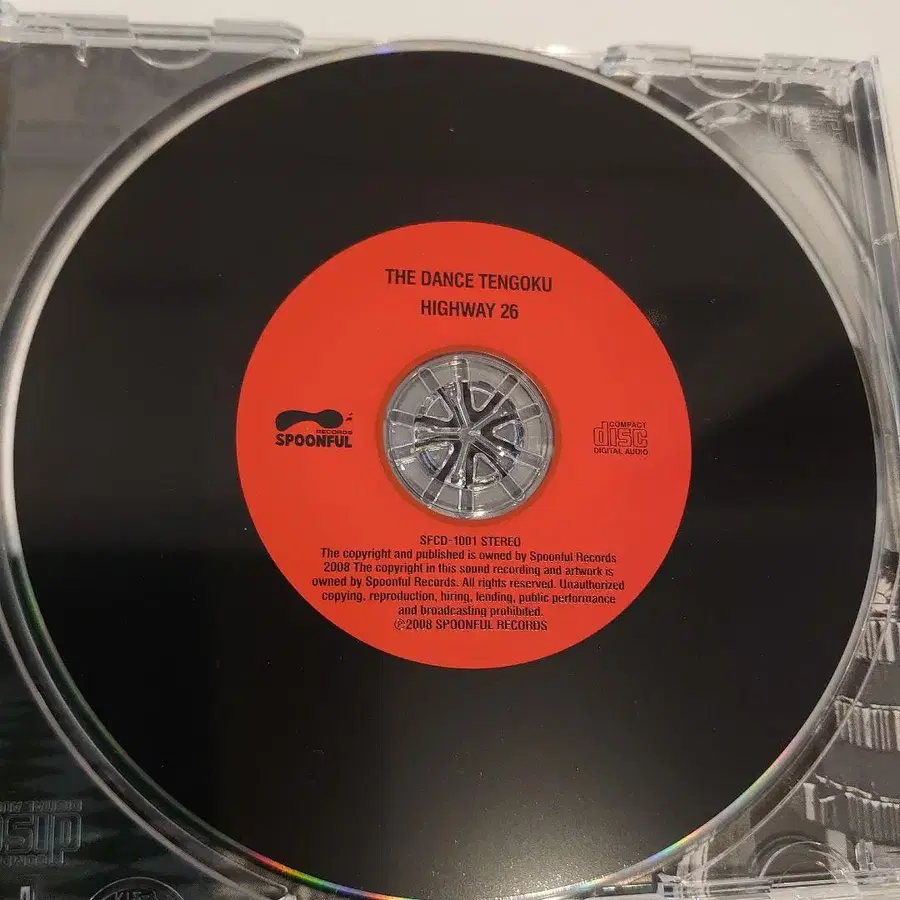 THE DANCE TENGOKU
HIGHWAY 26
RECORDS
SPOONFUL
COMPACT
disc
DIGITAL AUDIO
SFCD-1001 STEREO
The copyright and published is owned by Spoonful Records
2008 The copyright in this sound recording and artwork is
owned by Spoonful Records. All rights reserved. Unauthorized
copying, reproduction, hiring, lending, public performance
and broadcasting prohibited.
℗2008 SPOONFUL RECORDS